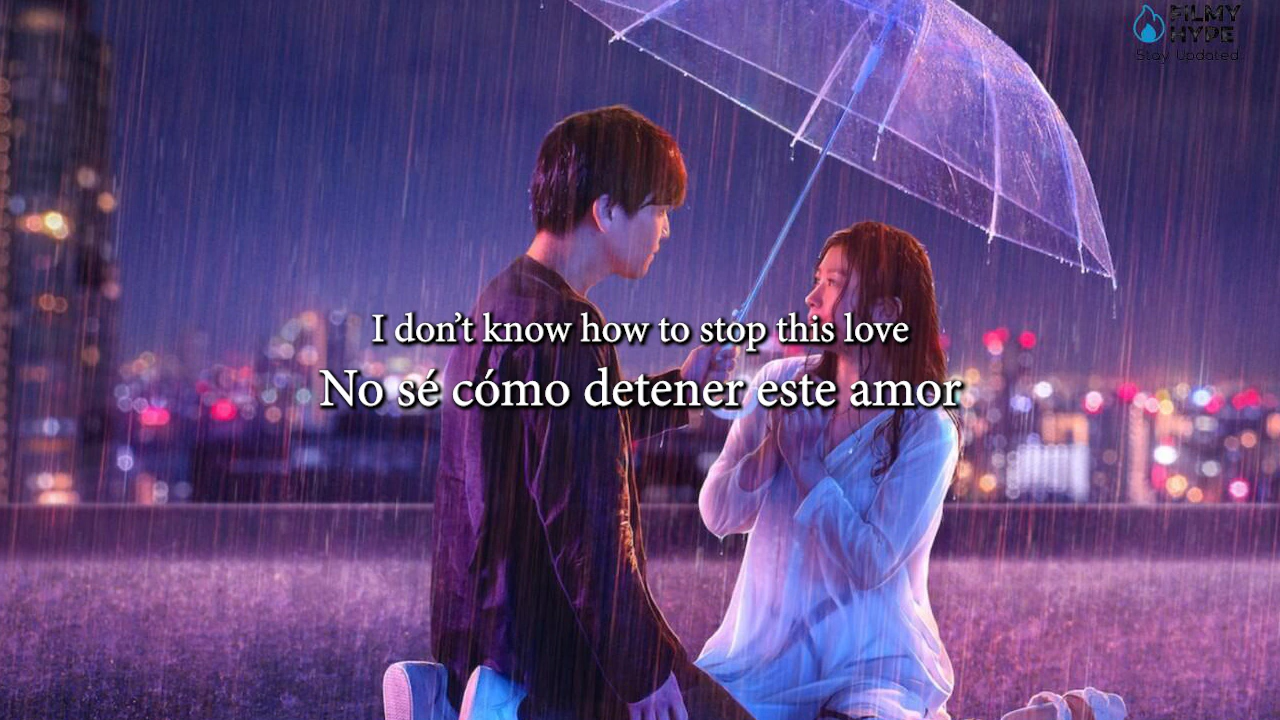 FILMY
HYPE
Stay Updated
I don’t know how to stop this love
No sé cómo detener este amor